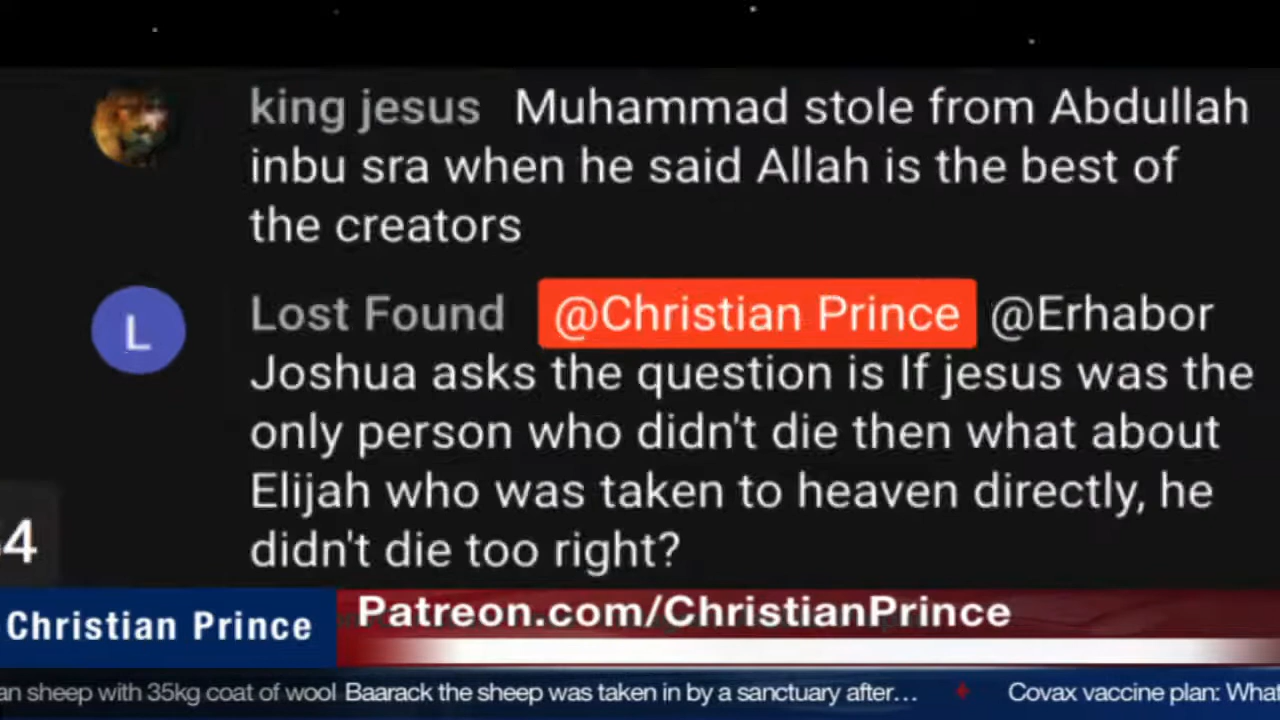 king jesus Muhammad stole from Abdullah
inbu sra when he said Allah is the best of
the creators
L
Lost Found @Christian Prince @Erhabor
Joshua asks the question is If jesus was the
only person who didn't die then what about
Elijah who was taken to heaven directly, he
didn't die too right?
4
Christian Prince
Patreon.com/ChristianPrince
an sheep with 35kg coat of wool Baarack the sheep was taken in by a sanctuary after... Covax vaccine plan: What